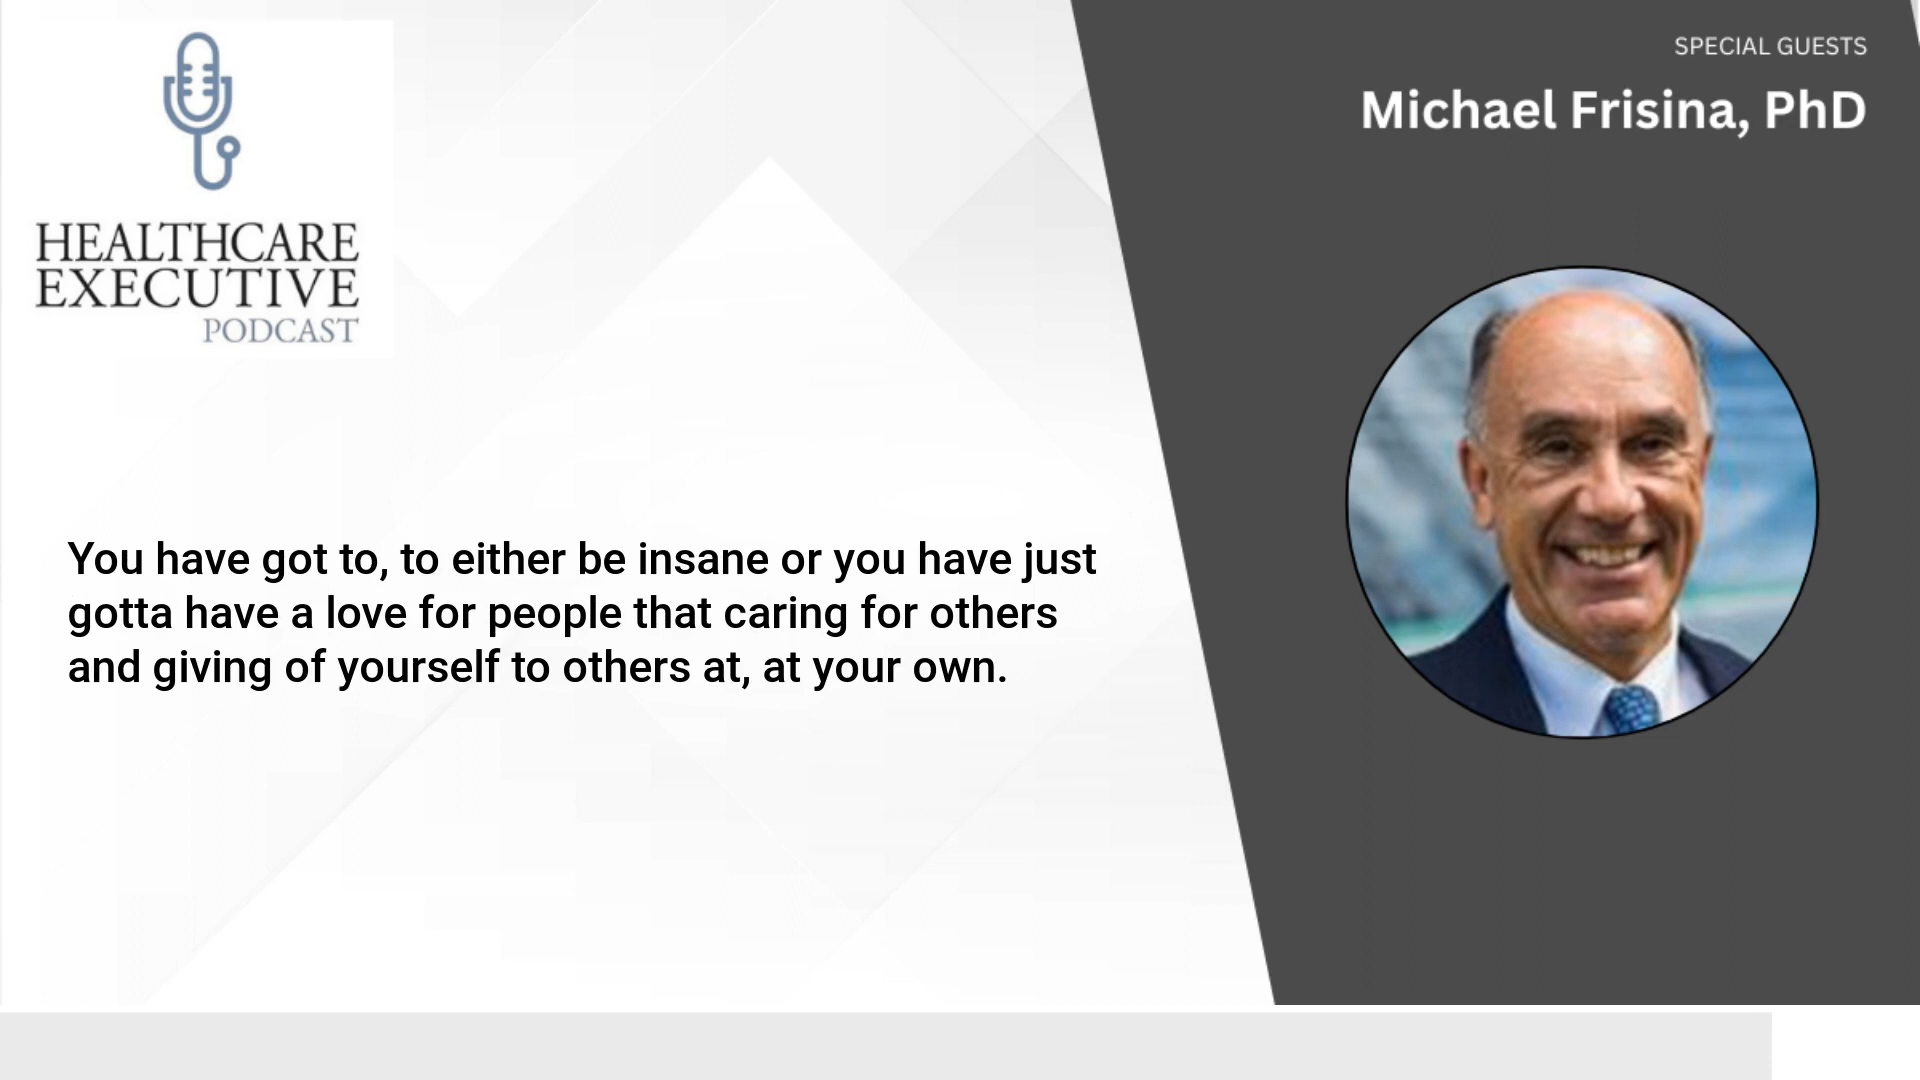 HEALTHCARE
EXECUTIVE
PODCAST
SPECIAL GUESTS
Michael Frisina, PhD
You have got to, to either be insane or you have just
gotta have a love for people that caring for others
and giving of yourself to others at, at your own.